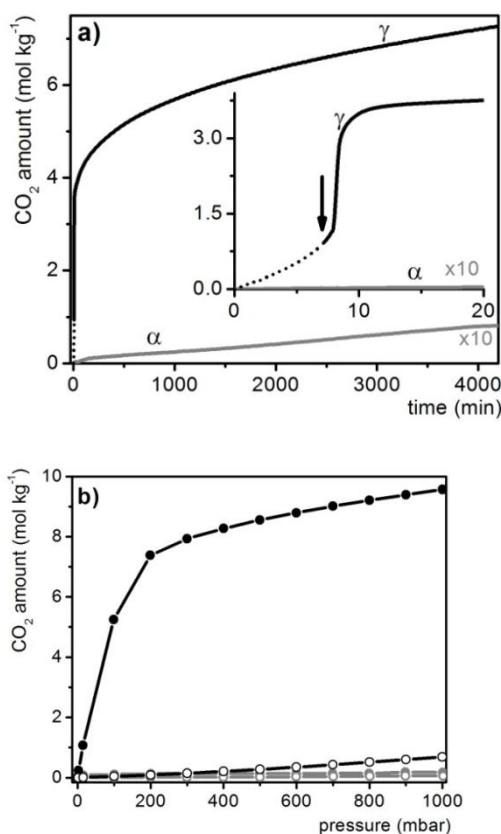 a)
CO₂ amount (mol kg⁻¹)
6
4
2
0
γ
3.0
1.5
0.0
γ
α
x10
0
10
20
α
x10
0
1000
2000
3000
4000
time (min)
b)
CO₂ amount (mol kg⁻¹)
10
8
6
4
2
0
0
200
400
600
800
1000
pressure (mbar)